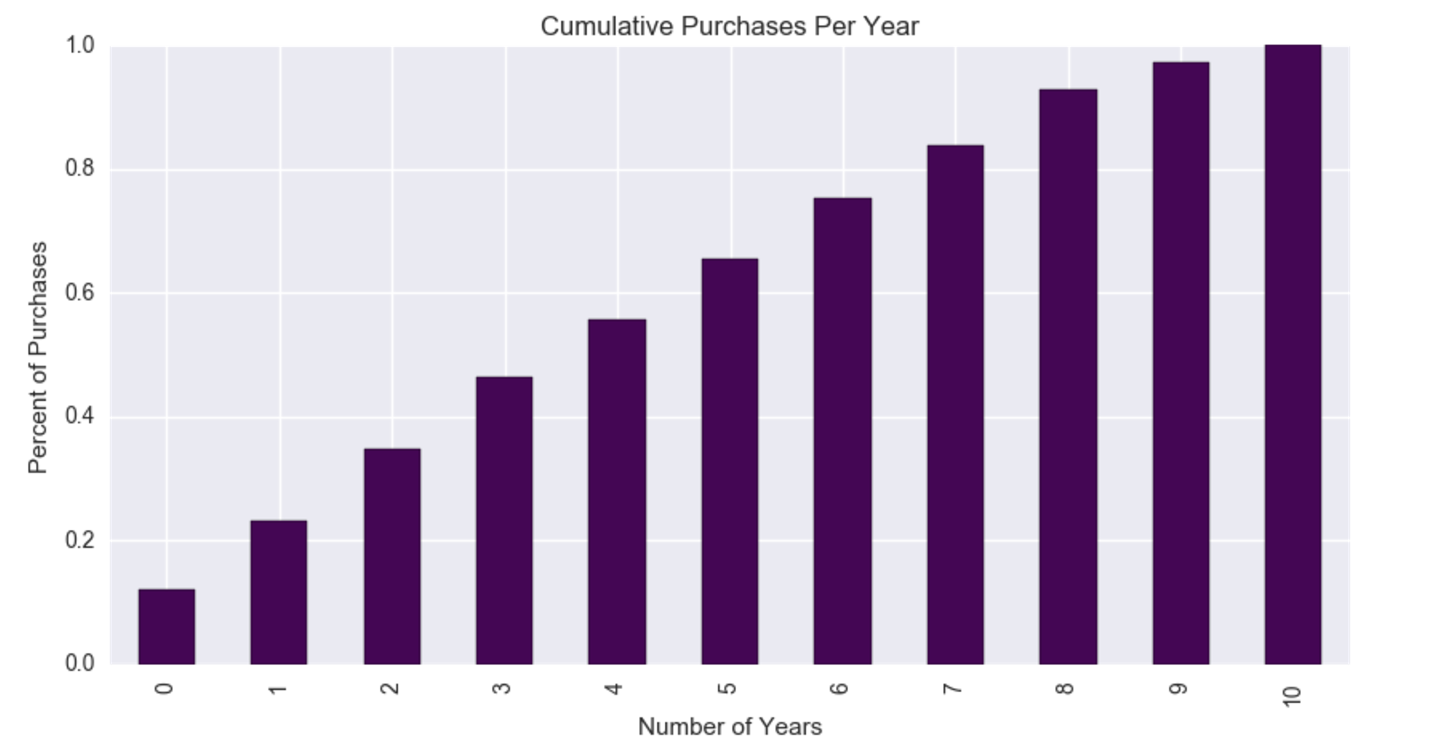 Cumulative Purchases Per Year
1.0
0.8
0.6
0.4
0.2
0.0
Percent of Purchases
0 1 2 3 4 5 6 7 8 9 10
Number of Years